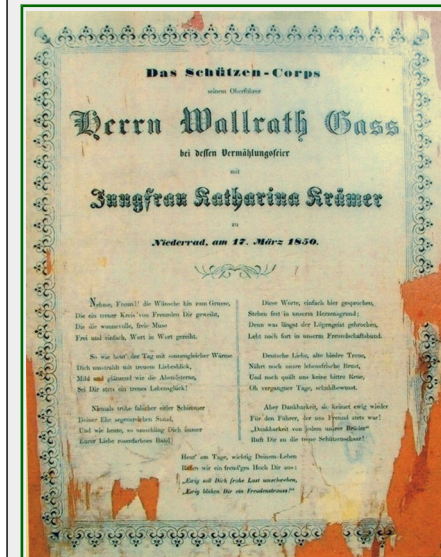 Das Schützen-Corps
seinem Oberführer
Herrn Wallrath Gass
bei dessen Vermählungsfeier
mit
Jungfrau Katharina Krämer
zu
Niederrad, am 17. März 1850.
Nehme, Freund! die Wünsche hin zum Grusse,
Die ein treuer Kreis von Freunden Dir geweiht,
Die die wonnevolle, freie Muse
Frei und einfach, Wort in Wort gereiht.
So wie heut' der Tag mit sonnengleicher Wärme
Dich umstrahlt mit treuem Liebesblick,
Mild und glänzend wie die Abendsterne,
Sei Dir stets ein treues Lebensglück!
Niemals trübe falscher eitler Schimmer
Deiner Ehe segensreichen
Und wie heute, so umschling Dich immer
Eurer Liebe rosenfarbnes Band!
Diese Worte, einfach hier gesprochen,
Stehen fest in unserm Herzensgrund;
Denn was längst der Lügengeist gebrochen,
Lebt noch fort in unserm Freundschaftsbund.
Deutsche Liebe, alte biedre Treue,
Nährt noch unsre lebensfrische Brust,
Und noch quält uns keine bittre Reue,
Ob vergangner Tage, selbstbewusst.
Aber Dankbarkeit, sie keimet ewig wieder
Für den Führer, der uns Freund stets war!
„Dankbarkeit von jedem unsrer Brüder"
Ruft Dir zu die treue Schützenschaar!
Heut' am Tage, wichtig Deinem Leben
Rufen wir ein freud'ges Hoch Dir aus:
„Ewig soll Dich frohe Lust umschweben,
„Ewig blühen Dir ein Freudenstrauss!"